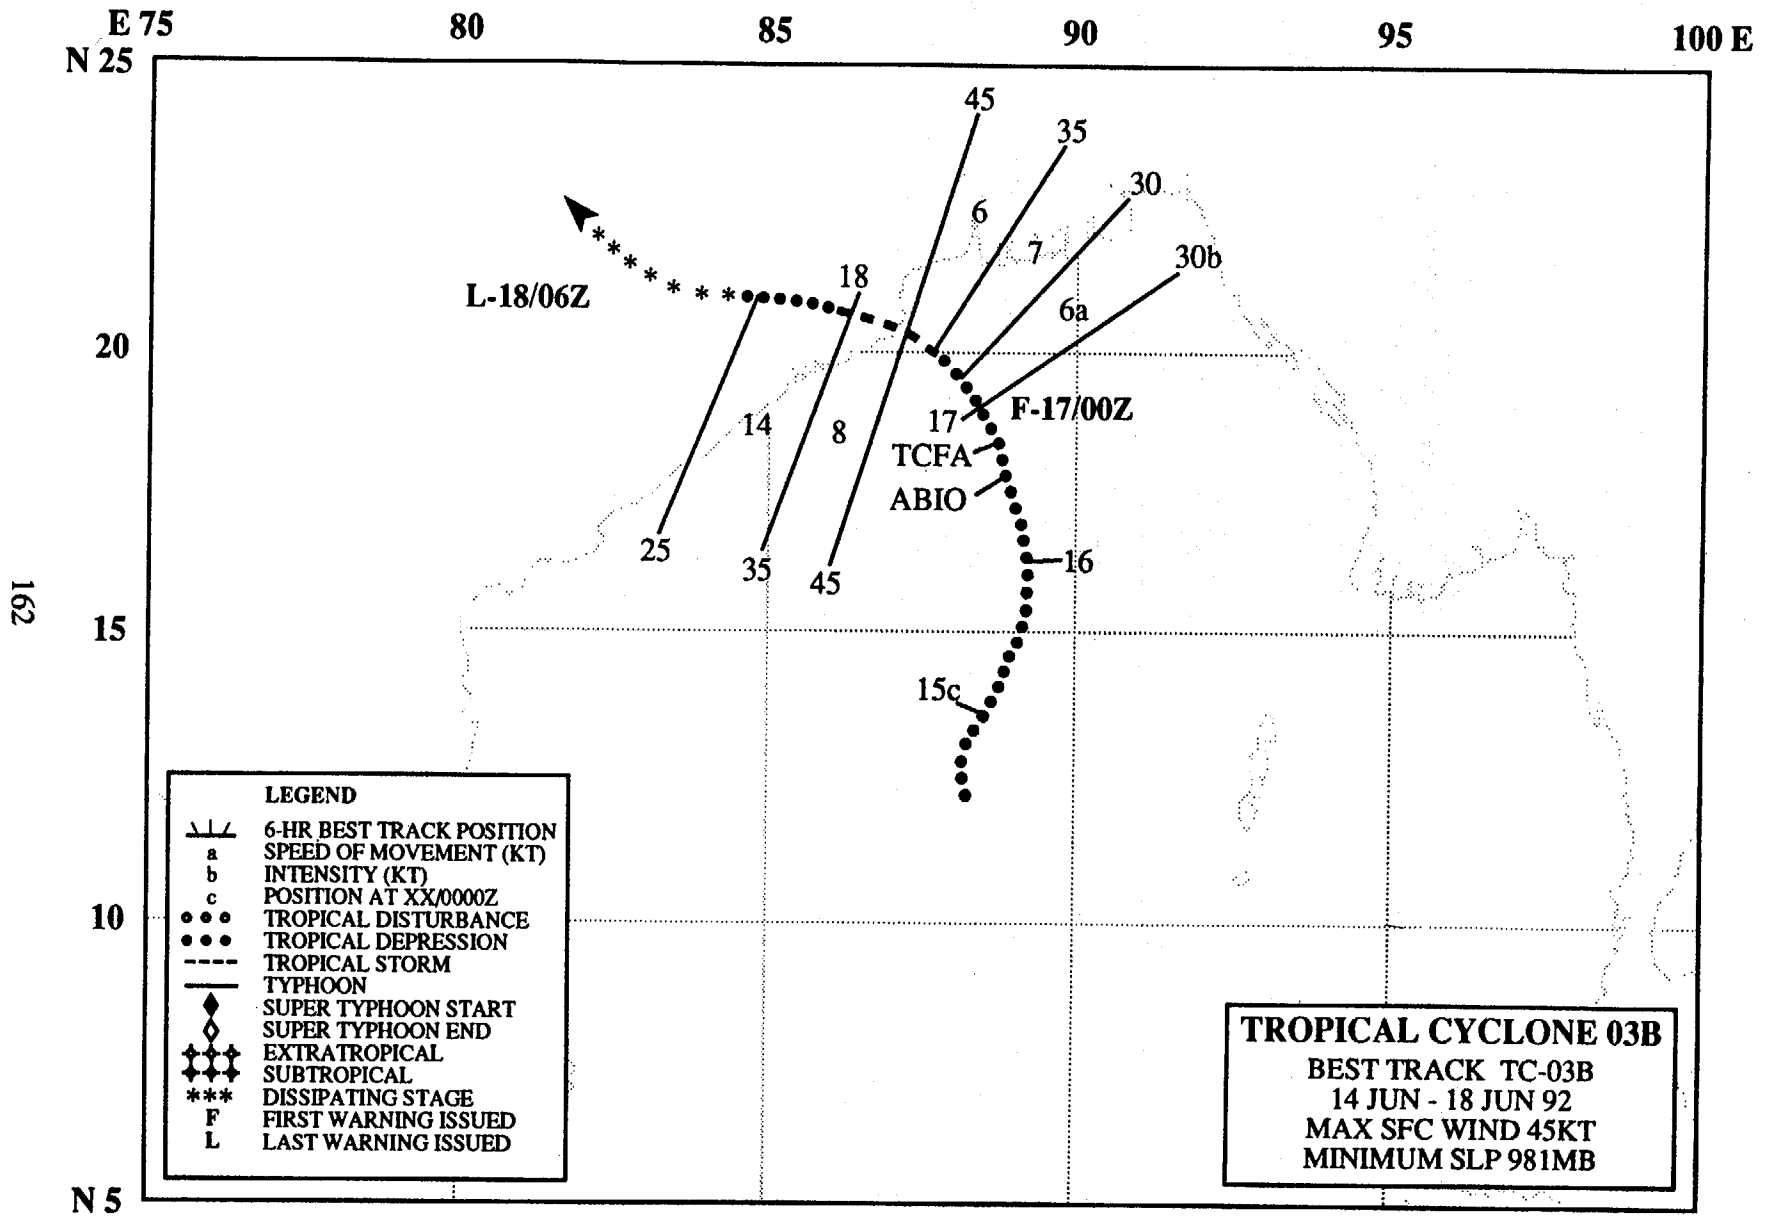 E 75 80 85 90 95 100 E
N 25
45
35
30
6
7
30b
18
L-18/06Z
6a
20
F-17/00Z
14
8
17
TCFA
ABIO
25
35
45
16
162
15
15c
10
N 5
LEGEND
6-HR BEST TRACK POSITION
a SPEED OF MOVEMENT (KT)
b INTENSITY (KT)
c POSITION AT XX/0000Z
TROPICAL DISTURBANCE
TROPICAL DEPRESSION
TROPICAL STORM
TYPHOON
SUPER TYPHOON START
SUPER TYPHOON END
EXTRATROPICAL
SUBTROPICAL
*** DISSIPATING STAGE
F FIRST WARNING ISSUED
L LAST WARNING ISSUED
TROPICAL CYCLONE 03B
BEST TRACK TC-03B
14 JUN - 18 JUN 92
MAX SFC WIND 45KT
MINIMUM SLP 981MB